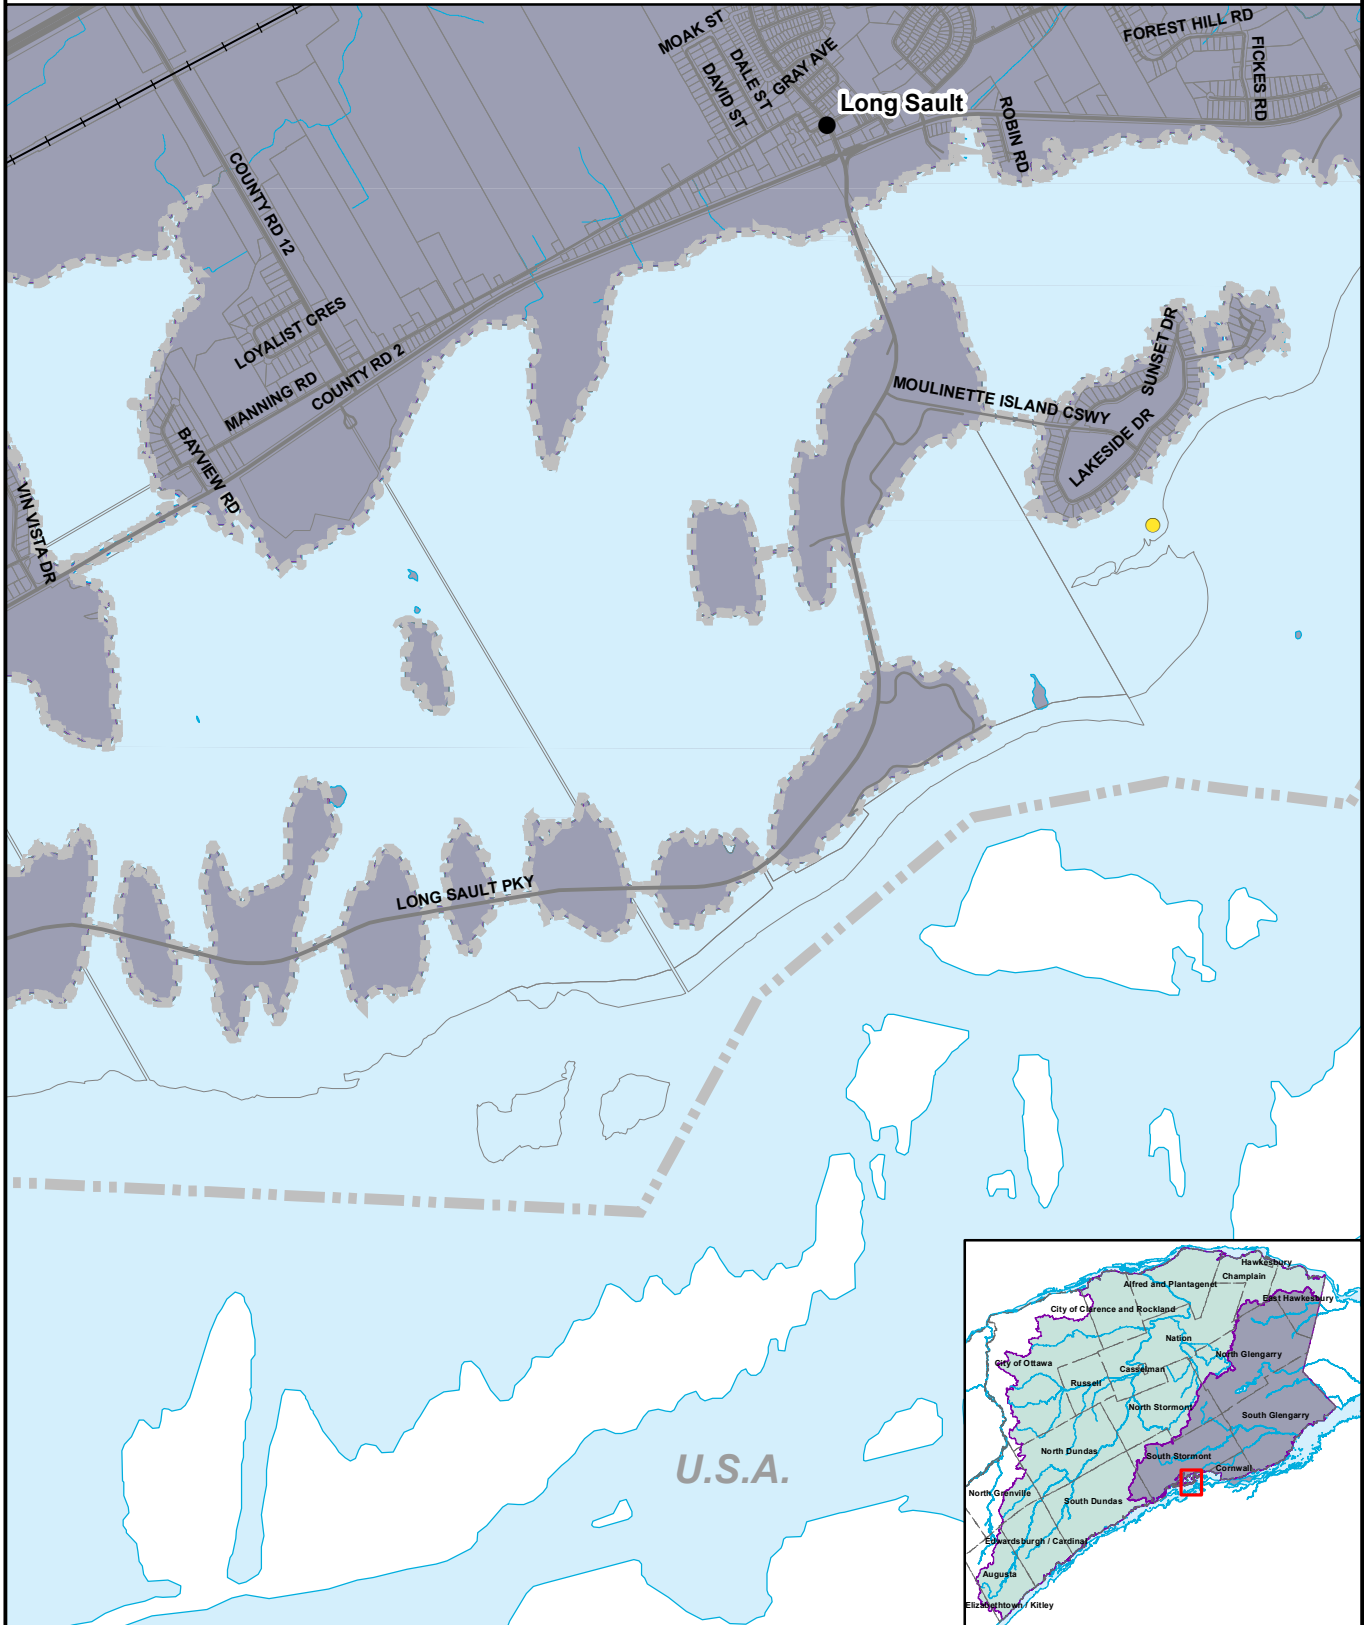 MOAK ST
DALE ST
DAVID ST
GRAY AVE
FOREST HILL RD
FICKES RD
Long Sault
ROBIN RD
COUNTY RD 12
LOYALIST CRES
MANNING RD
COUNTY RD 2
BAYVIEW RD
VIN VISTA DR
MOULINETTE ISLAND CSWY
SUNSET DR
LAKESIDE DR
LONG SAULT PKY
U.S.A.
Hawkesbury
Champlain
Alfred and Plantagenet
East Hawkesbury
City of Clarence and Rockland
Nation
North Glengarry
City of Ottawa
Casselman
Russell
North Stormont
South Glengarry
North Dundas
South Stormont
Cornwall
North Grenville
South Dundas
Edwardsburgh / Cardinal
Augusta
Elizabethtown / Kitley